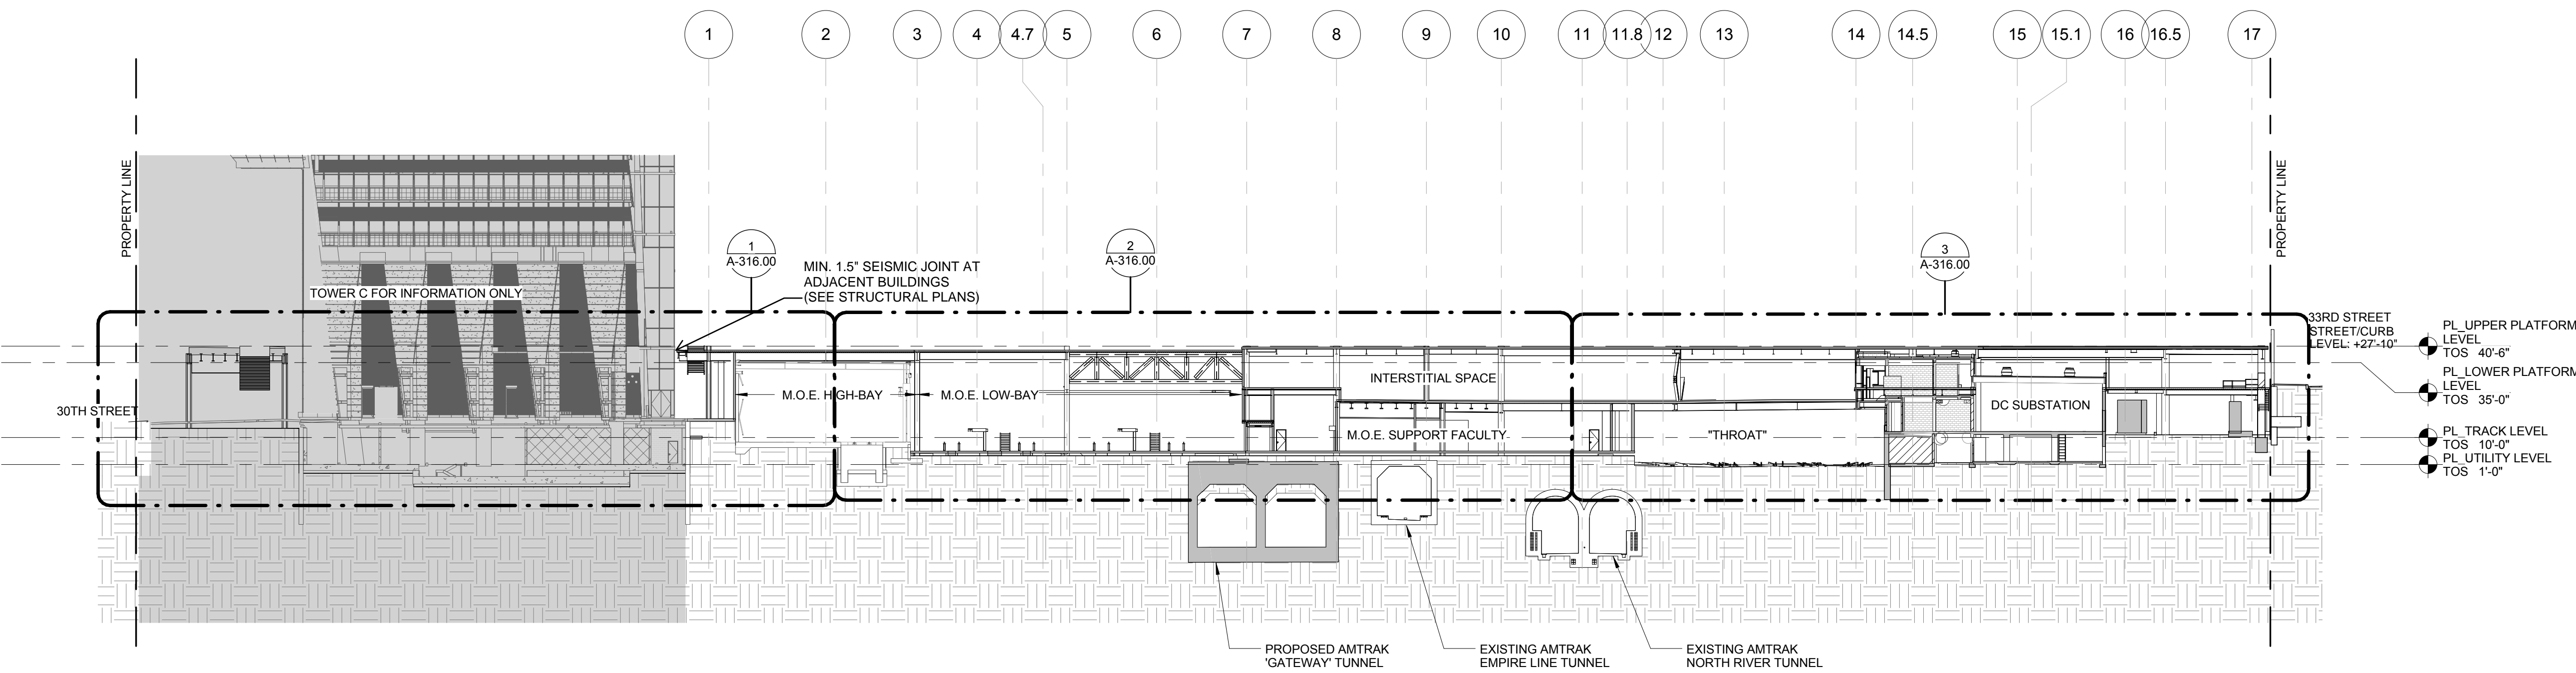 1
2
3
4
4.7
5
6
7
8
9
10
11
11.8
12
13
14
14.5
15
15.1
16
16.5
17
PROPERTY LINE
PROPERTY LINE
1
A-316.00
2
A-316.00
3
A-316.00
MIN. 1.5" SEISMIC JOINT AT
ADJACENT BUILDINGS
(SEE STRUCTURAL PLANS)
TOWER C FOR INFORMATION ONLY
33RD STREET
STREET/CURB
LEVEL: +27'-10"
PL_UPPER PLATFORM
LEVEL
TOS 40'-6"
PL_LOWER PLATFORM
LEVEL
TOS 35'-0"
PL_TRACK LEVEL
TOS 10'-0"
PL_UTILITY LEVEL
TOS 1'-0"
30TH STREET
M.O.E. HIGH-BAY
M.O.E. LOW-BAY
INTERSTITIAL SPACE
M.O.E. SUPPORT FACULTY
"THROAT"
DC SUBSTATION
PROPOSED AMTRAK
'GATEWAY' TUNNEL
EXISTING AMTRAK
EMPIRE LINE TUNNEL
EXISTING AMTRAK
NORTH RIVER TUNNEL